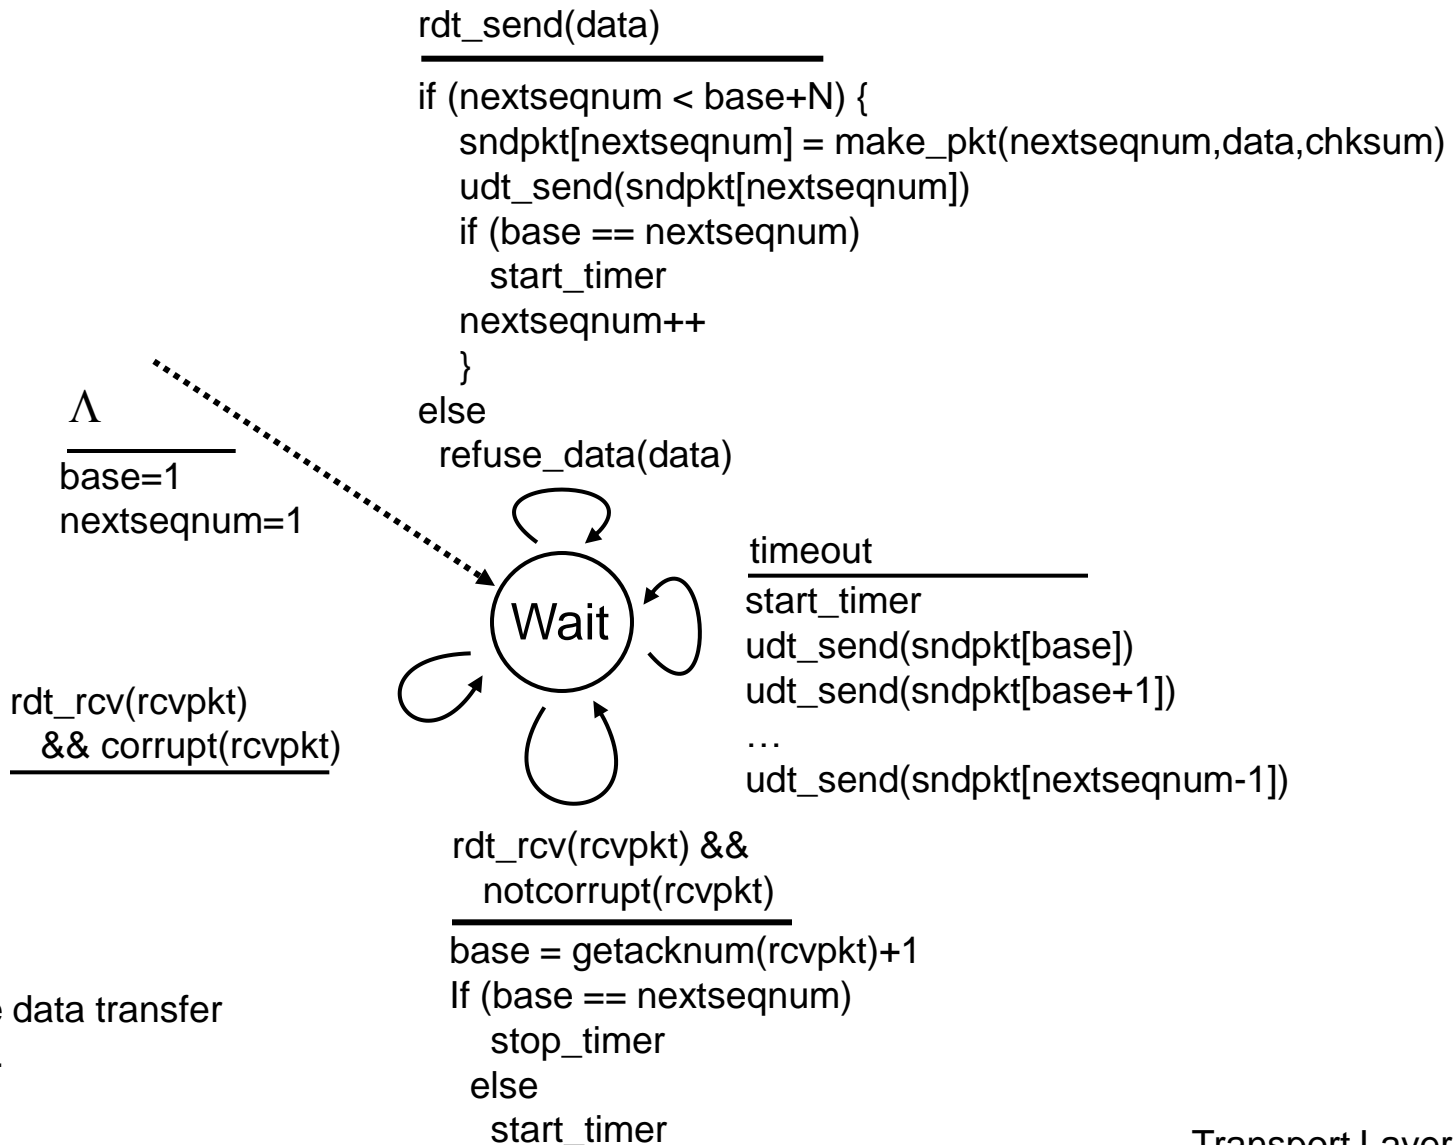 rdt_send(data)
if (nextseqnum < base+N) {
sndpkt[nextseqnum] = make_pkt(nextseqnum,data,chksum)
udt_send(sndpkt[nextseqnum])
if (base == nextseqnum)
start_timer
nextseqnum++
}
else
refuse_data(data)
Λ
base=1
nextseqnum=1
Wait
timeout
start_timer
udt_send(sndpkt[base])
udt_send(sndpkt[base+1])
…
udt_send(sndpkt[nextseqnum-1])
rdt_rcv(rcvpkt)
&& corrupt(rcvpkt)
rdt_rcv(rcvpkt) &&
notcorrupt(rcvpkt)
base = getacknum(rcvpkt)+1
If (base == nextseqnum)
stop_timer
else
start_timer
data transfer
Transport Layer